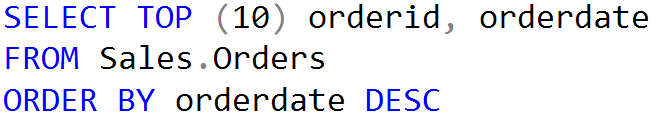 SELECT TOP (10) orderid, orderdate
FROM Sales.Orders
ORDER BY orderdate DESC